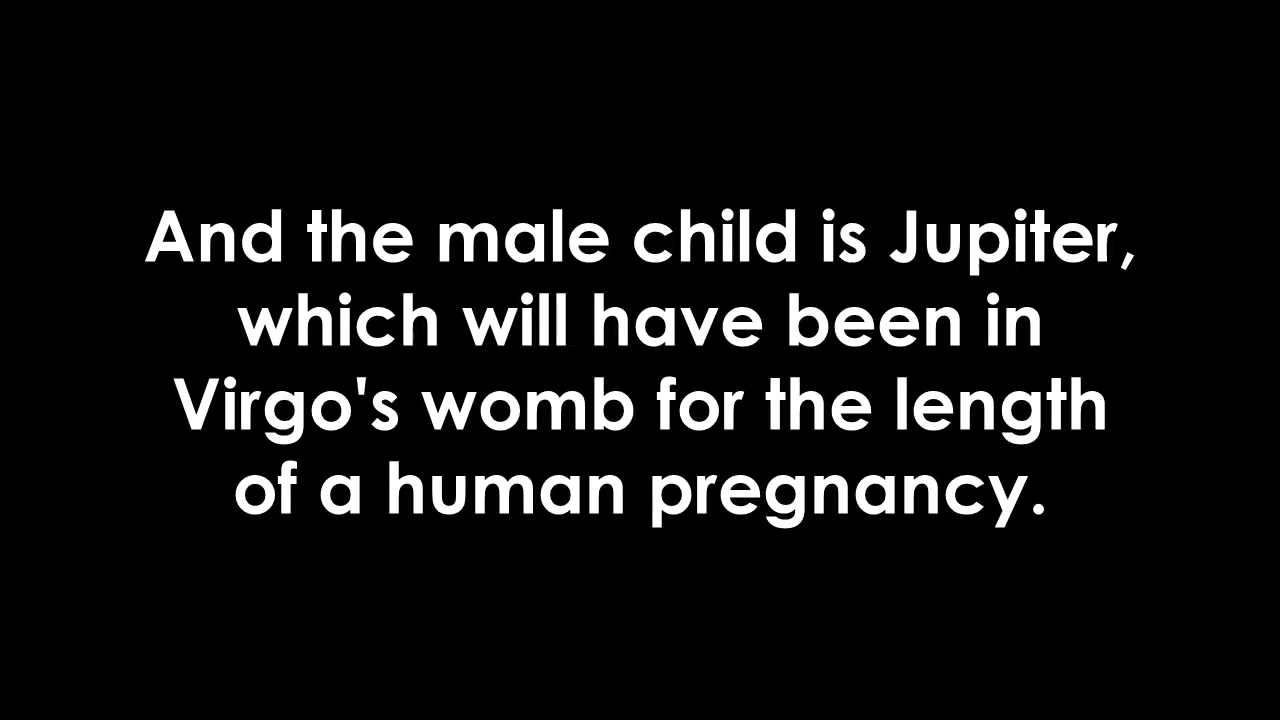 And the male child is Jupiter,
which will have been in
Virgo's womb for the length
of a human pregnancy.